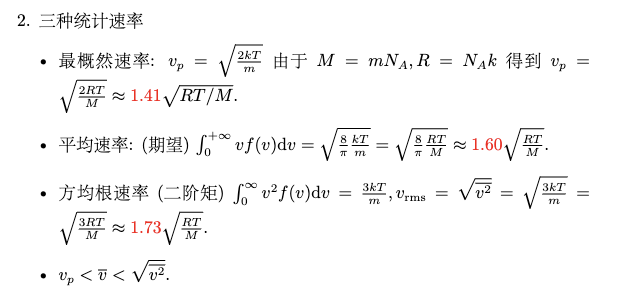 2. 三种统计速率
• 最概然速率: $v_p = \sqrt{\frac{2kT}{m}}$ 由于 $M = mN_A, R = N_Ak$ 得到 $v_p =$
$\sqrt{\frac{2RT}{M}} \approx 1.41\sqrt{RT/M}$.
• 平均速率: (期望) $\int_0^{+\infty} vf(v)\mathrm{d}v = \sqrt{\frac{8}{\pi}\frac{kT}{m}} = \sqrt{\frac{8}{\pi}\frac{RT}{M}} \approx 1.60\sqrt{\frac{RT}{M}}$.
• 方均根速率 (二阶矩) $\int_0^{\infty} v^2f(v)\mathrm{d}v = \frac{3kT}{m}, v_{\mathrm{rms}} = \sqrt{\overline{v^2}} = \sqrt{\frac{3kT}{m}} =$
$\sqrt{\frac{3RT}{M}} \approx 1.73\sqrt{\frac{RT}{M}}$.
• $v_p < \overline{v} < \sqrt{\overline{v^2}}$.